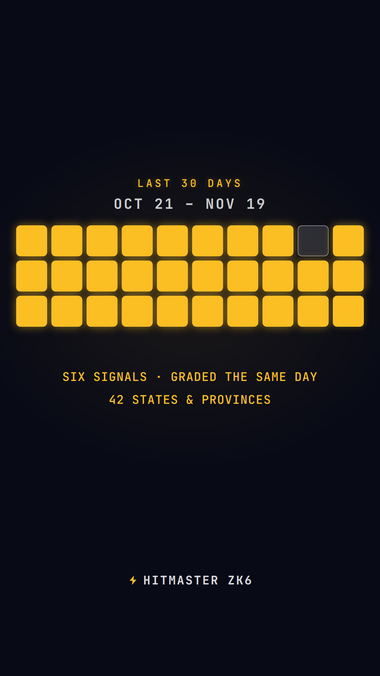 LAST 30 DAYS
OCT 21 – NOV 19
SIX SIGNALS · GRADED THE SAME DAY
42 STATES & PROVINCES
HITMASTER ZK6